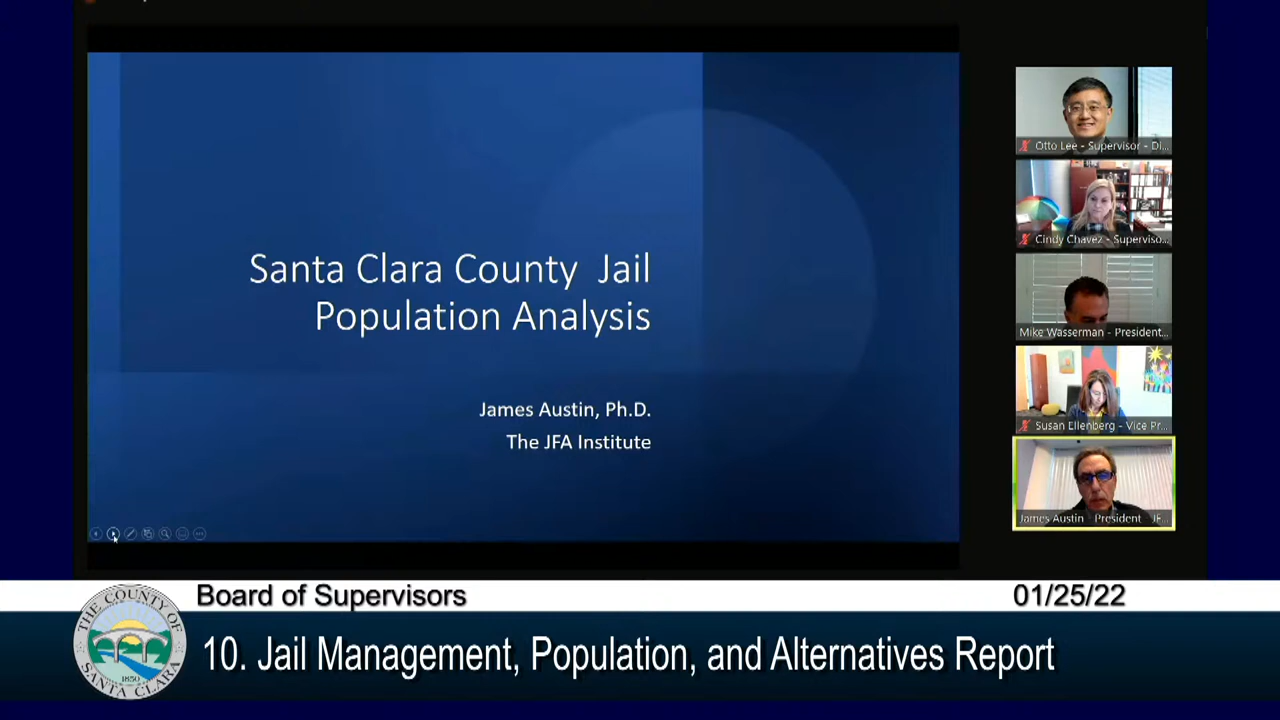 Santa Clara County Jail
Population Analysis
James Austin, Ph.D.
The JFA Institute
Otto Lee - Supervisor - Di...
Cindy Chavez - Superviso...
Mike Wasserman - President...
Susan Ellenberg - Vice Pr...
James Austin - President - JF...
Board of Supervisors
01/25/22
10. Jail Management, Population, and Alternatives Report
THE COUNTY OF
SANTA CLARA
1850